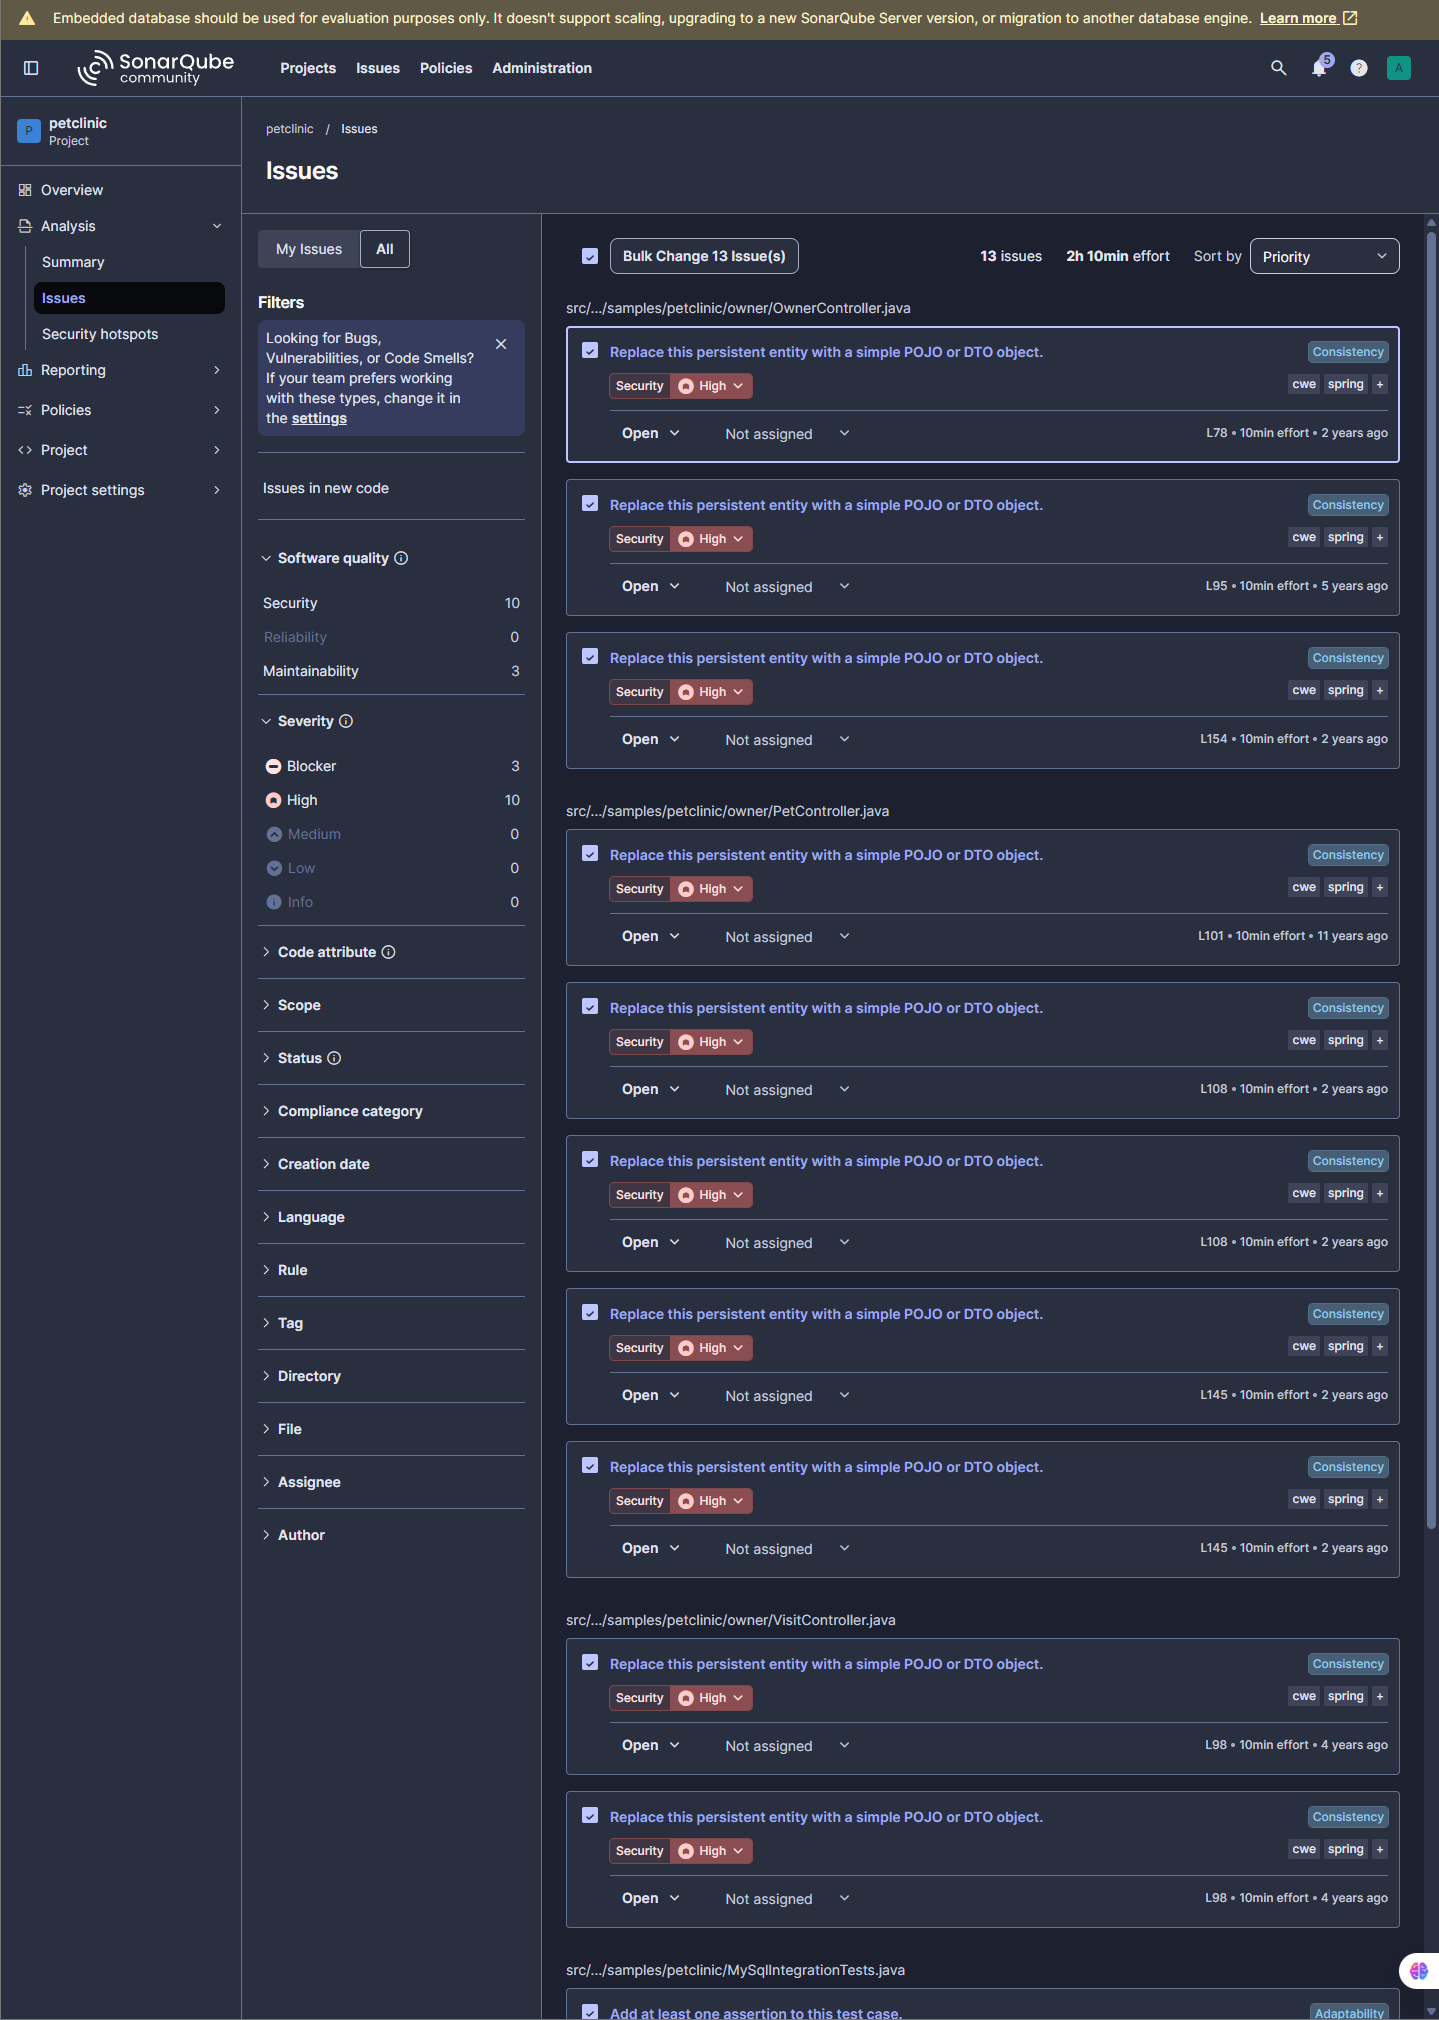 Embedded database should be used for evaluation purposes only. It doesn't support scaling, upgrading to a new SonarQube Server version, or migration to another database engine. Learn more
SonarQube community
Projects Issues Policies Administration
5
?
A
P
petclinic
Project
Overview
Analysis
Summary
Issues
Security hotspots
Reporting
Policies
Project
Project settings
petclinic / Issues
Issues
My Issues All
Filters
Looking for Bugs,
Vulnerabilities, or Code Smells?
If your team prefers working
with these types, change it in
the settings
Issues in new code
Software quality
Security 10
Reliability 0
Maintainability 3
Severity
Blocker 3
High 10
Medium 0
Low 0
Info 0
Code attribute
Scope
Status
Compliance category
Creation date
Language
Rule
Tag
Directory
File
Assignee
Author
Bulk Change 13 Issue(s) 13 issues 2h 10min effort Sort by Priority
src/.../samples/petclinic/owner/OwnerController.java
Replace this persistent entity with a simple POJO or DTO object. Consistency
Security High cwe spring +
Open Not assigned L78 • 10min effort • 2 years ago
Replace this persistent entity with a simple POJO or DTO object. Consistency
Security High cwe spring +
Open Not assigned L95 • 10min effort • 5 years ago
Replace this persistent entity with a simple POJO or DTO object. Consistency
Security High cwe spring +
Open Not assigned L154 • 10min effort • 2 years ago
src/.../samples/petclinic/owner/PetController.java
Replace this persistent entity with a simple POJO or DTO object. Consistency
Security High cwe spring +
Open Not assigned L101 • 10min effort • 11 years ago
Replace this persistent entity with a simple POJO or DTO object. Consistency
Security High cwe spring +
Open Not assigned L108 • 10min effort • 2 years ago
Replace this persistent entity with a simple POJO or DTO object. Consistency
Security High cwe spring +
Open Not assigned L108 • 10min effort • 2 years ago
Replace this persistent entity with a simple POJO or DTO object. Consistency
Security High cwe spring +
Open Not assigned L145 • 10min effort • 2 years ago
Replace this persistent entity with a simple POJO or DTO object. Consistency
Security High cwe spring +
Open Not assigned L145 • 10min effort • 2 years ago
src/.../samples/petclinic/owner/VisitController.java
Replace this persistent entity with a simple POJO or DTO object. Consistency
Security High cwe spring +
Open Not assigned L98 • 10min effort • 4 years ago
Replace this persistent entity with a simple POJO or DTO object. Consistency
Security High cwe spring +
Open Not assigned L98 • 10min effort • 4 years ago
src/.../samples/petclinic/MySqlIntegrationTests.java
Add at least one assertion to this test case. Adaptability